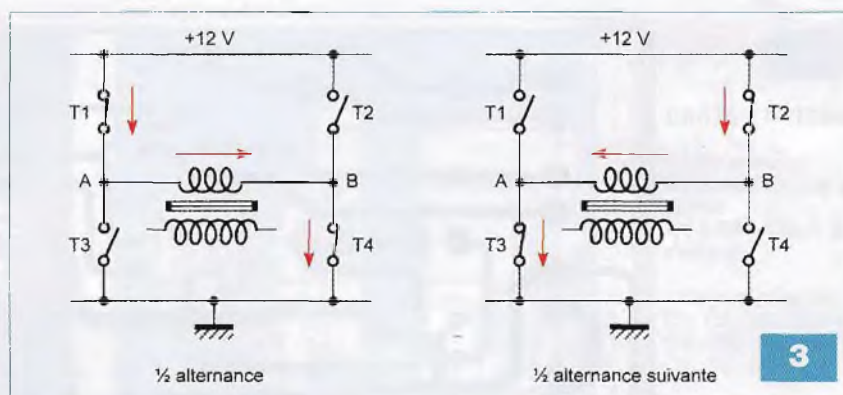 +12 V
T1
T2
A
B
T3
T4
½ alternance
+12 V
T1
T2
A
B
T3
T4
½ alternance suivante
3